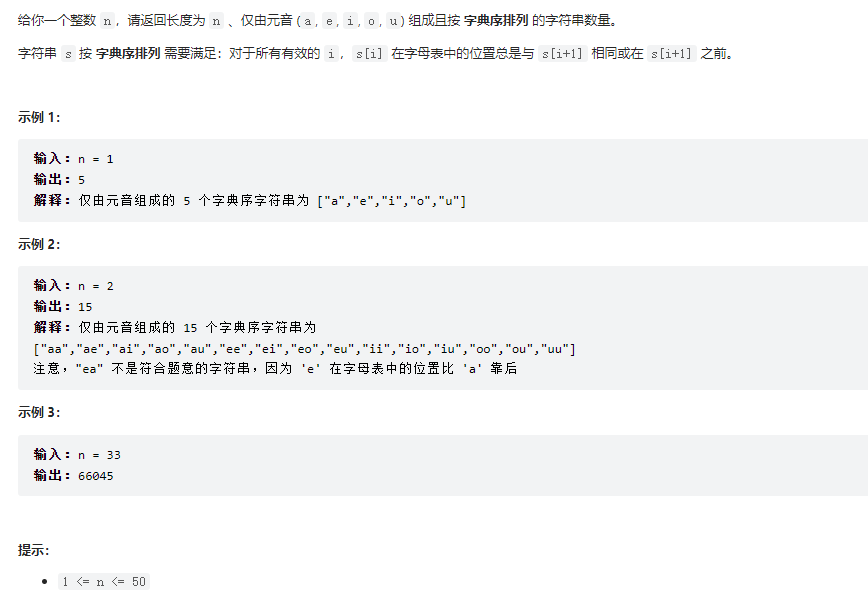 给你一个整数 n，请返回长度为 n 、仅由元音 (a, e, i, o, u) 组成且按 字典序排列 的字符串数量。
字符串 s 按 字典序排列 需要满足：对于所有有效的 i，s[i] 在字母表中的位置总是与 s[i+1] 相同或在 s[i+1] 之前。
示例 1：
输入：n = 1
输出：5
解释：仅由元音组成的 5 个字典序字符串为 ["a","e","i","o","u"]
示例 2：
输入：n = 2
输出：15
解释：仅由元音组成的 15 个字典序字符串为
["aa","ae","ai","ao","au","ee","ei","eo","eu","ii","io","iu","oo","ou","uu"]
注意，"ea" 不是符合题意的字符串，因为 'e' 在字母表中的位置比 'a' 靠后
示例 3：
输入：n = 33
输出：66045
提示：
• 1 <= n <= 50